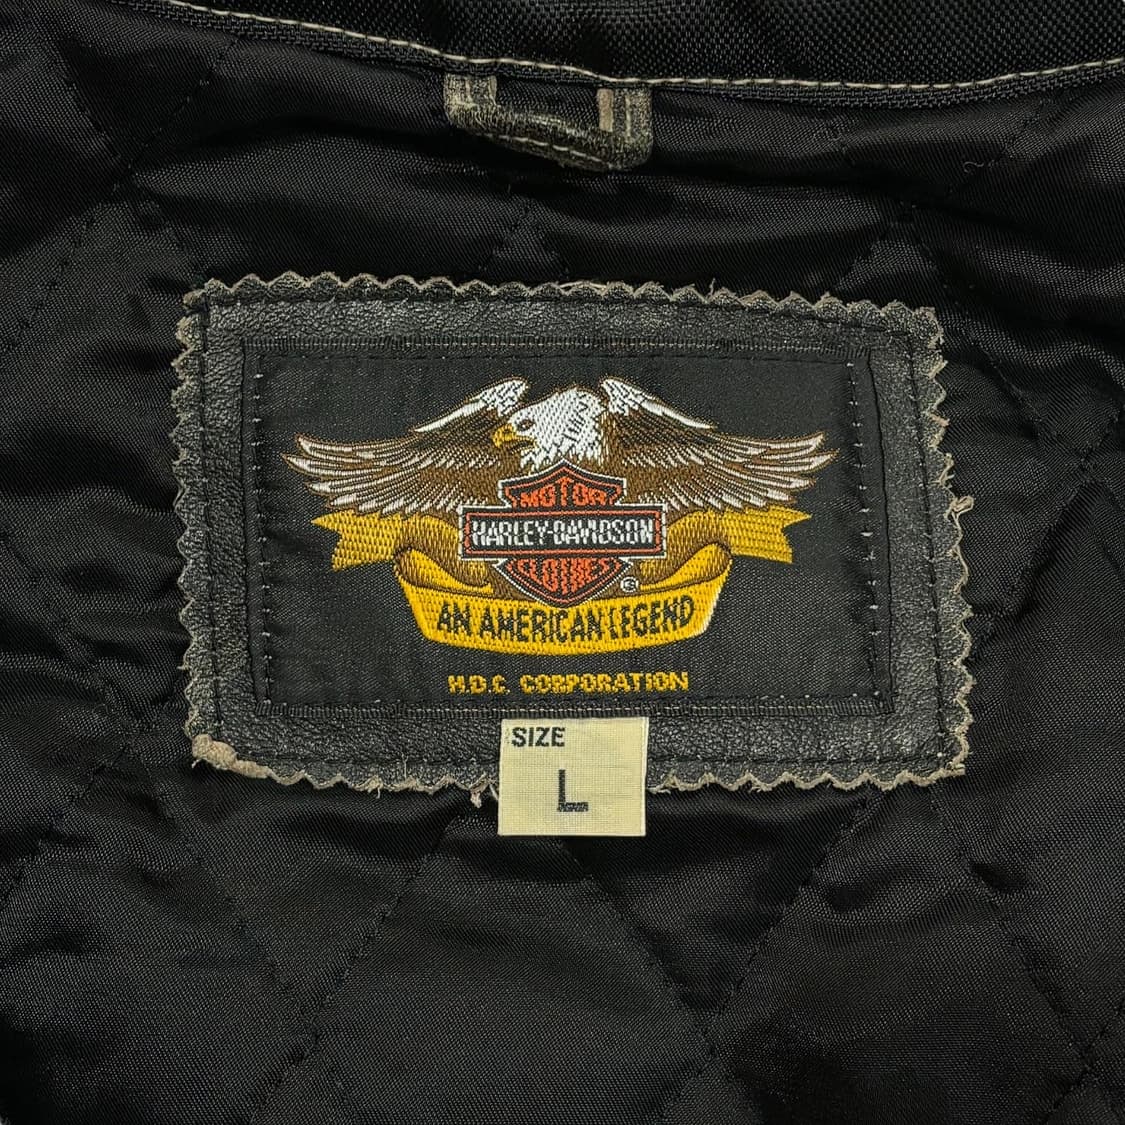 MOTOR
HARLEY-DAVIDSON
CLOTHES
®
AN AMERICAN LEGEND
H.D.C. CORPORATION
SIZE
L